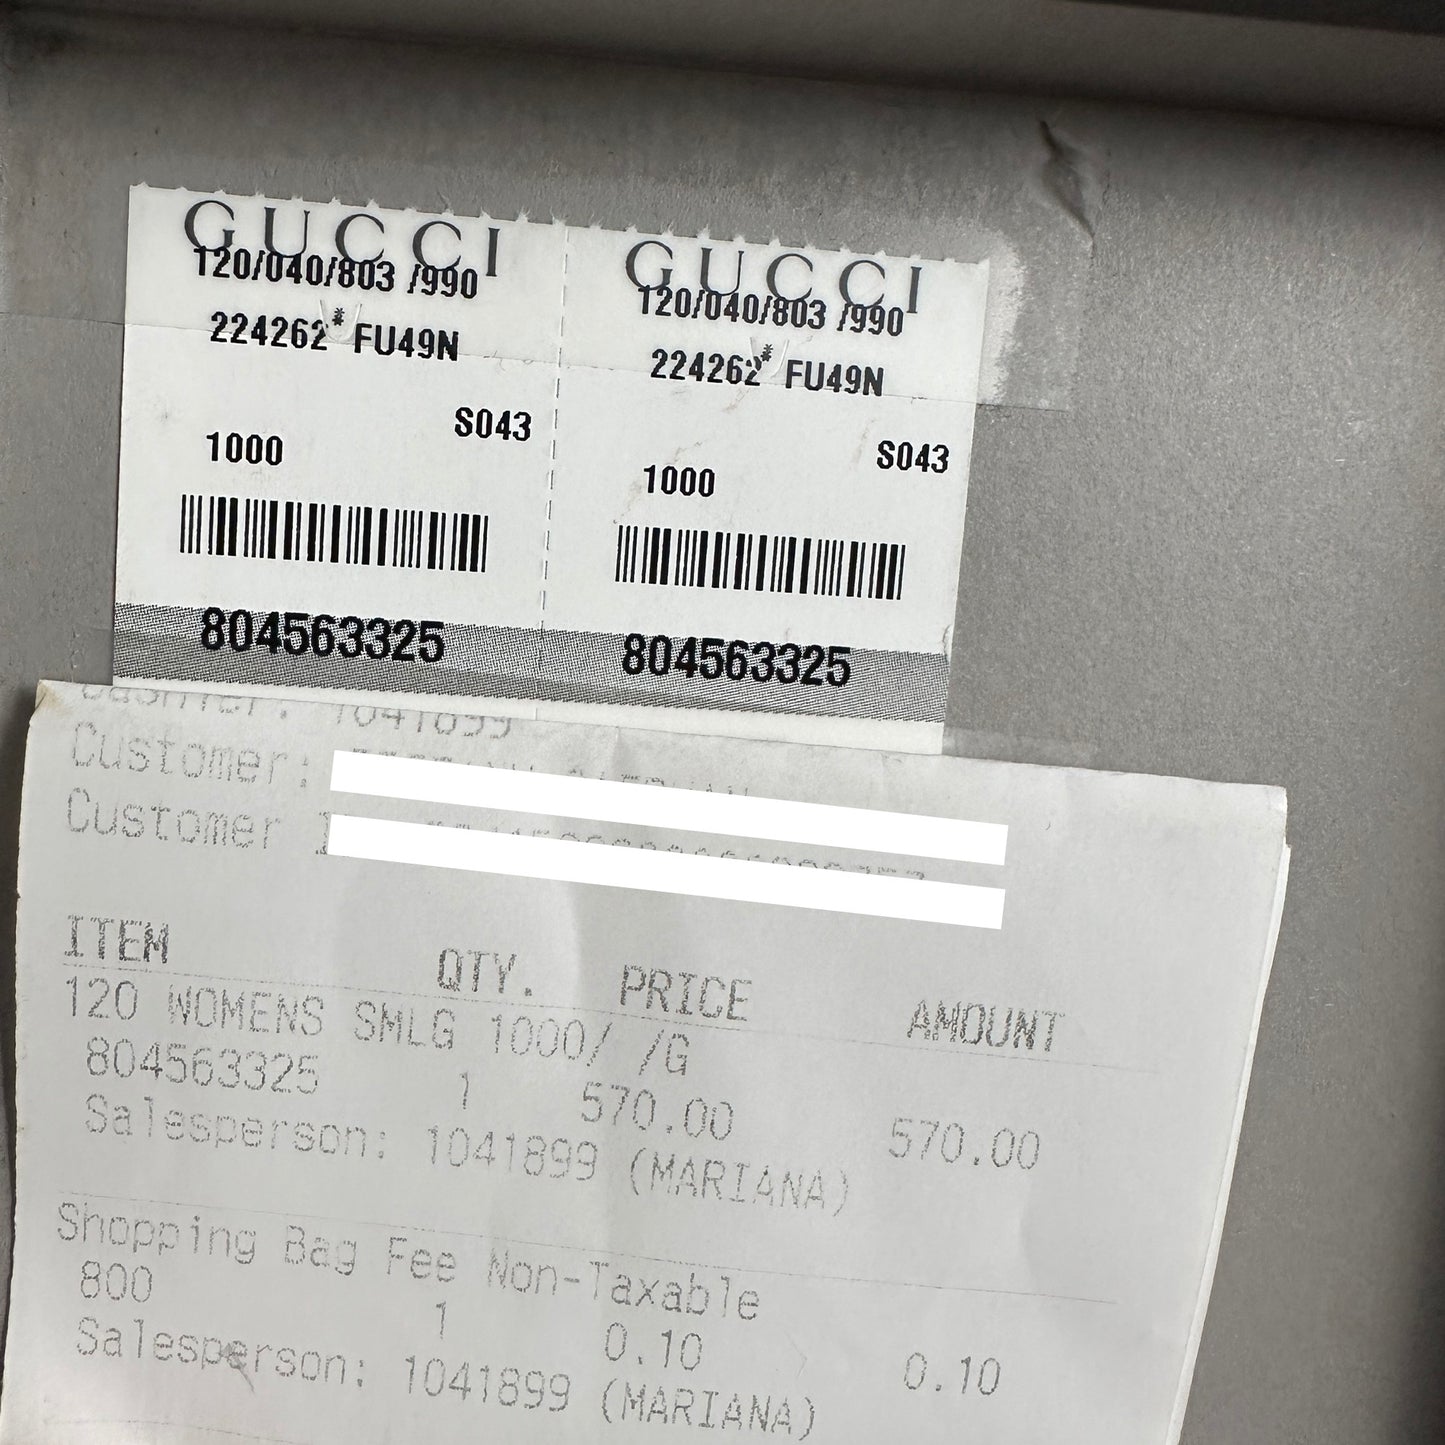 GUCCI
120/040/803 /990
224262* FU49N
S043
1000
804563325
GUCCI
120/040/803 /990
224262* FU49N
S043
1000
804563325
Cashier: 1041899
Customer:
Customer
ITEM QTY. PRICE AMOUNT
120 WOMENS SMLG 1000/ /G
804563325 1 570.00 570.00
Salesperson: 1041899 (MARIANA)
Shopping Bag Fee Non-Taxable
800 1 0.10 0.10
Salesperson: 1041899 (MARIANA)